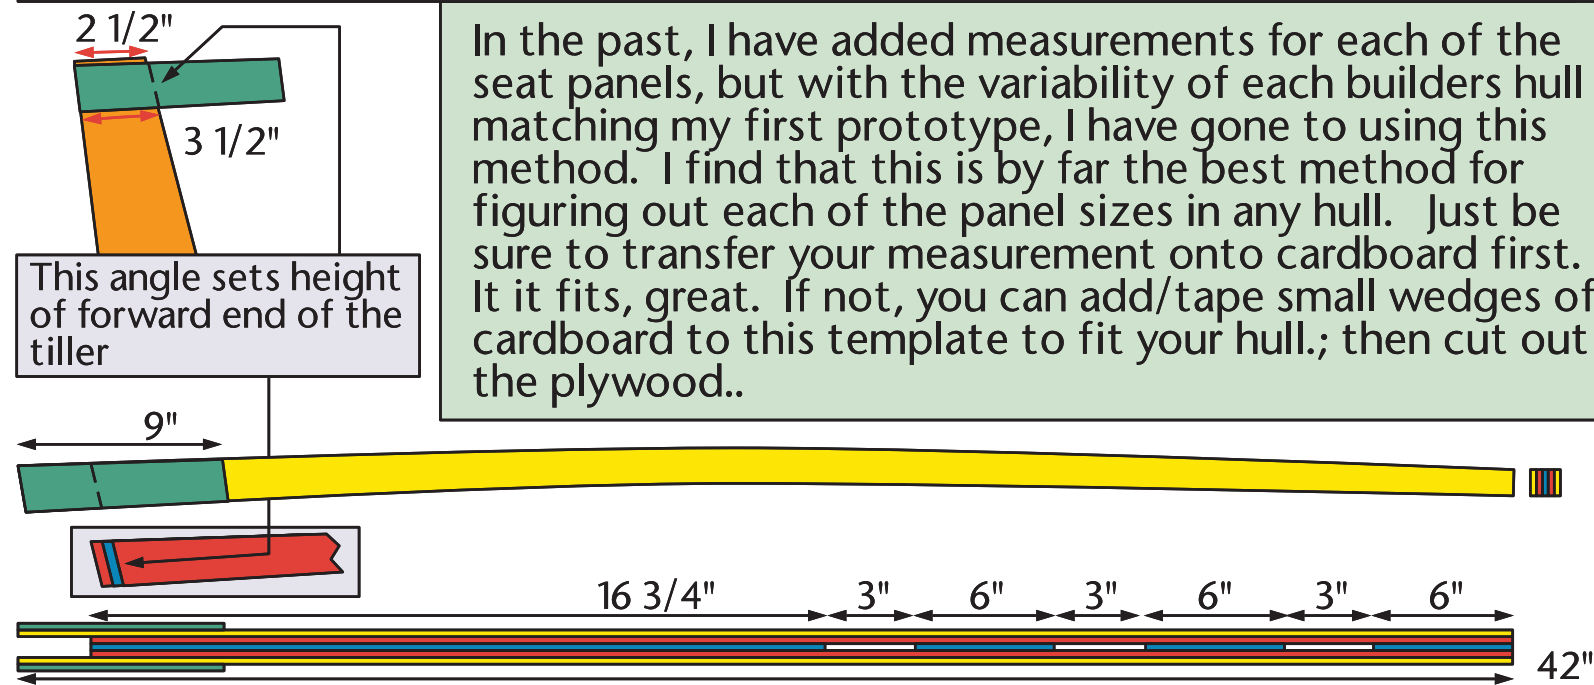 2 1/2"
3 1/2"
In the past, I have added measurements for each of the
seat panels, but with the variability of each builders hull
matching my first prototype, I have gone to using this
method. I find that this is by far the best method for
figuring out each of the panel sizes in any hull. Just be
sure to transfer your measurement onto cardboard first.
It it fits, great. If not, you can add/tape small wedges of
cardboard to this template to fit your hull.; then cut out
the plywood..
This angle sets height
of forward end of the
tiller
9"
16 3/4" 3" 6" 3" 6" 3" 6"
42"